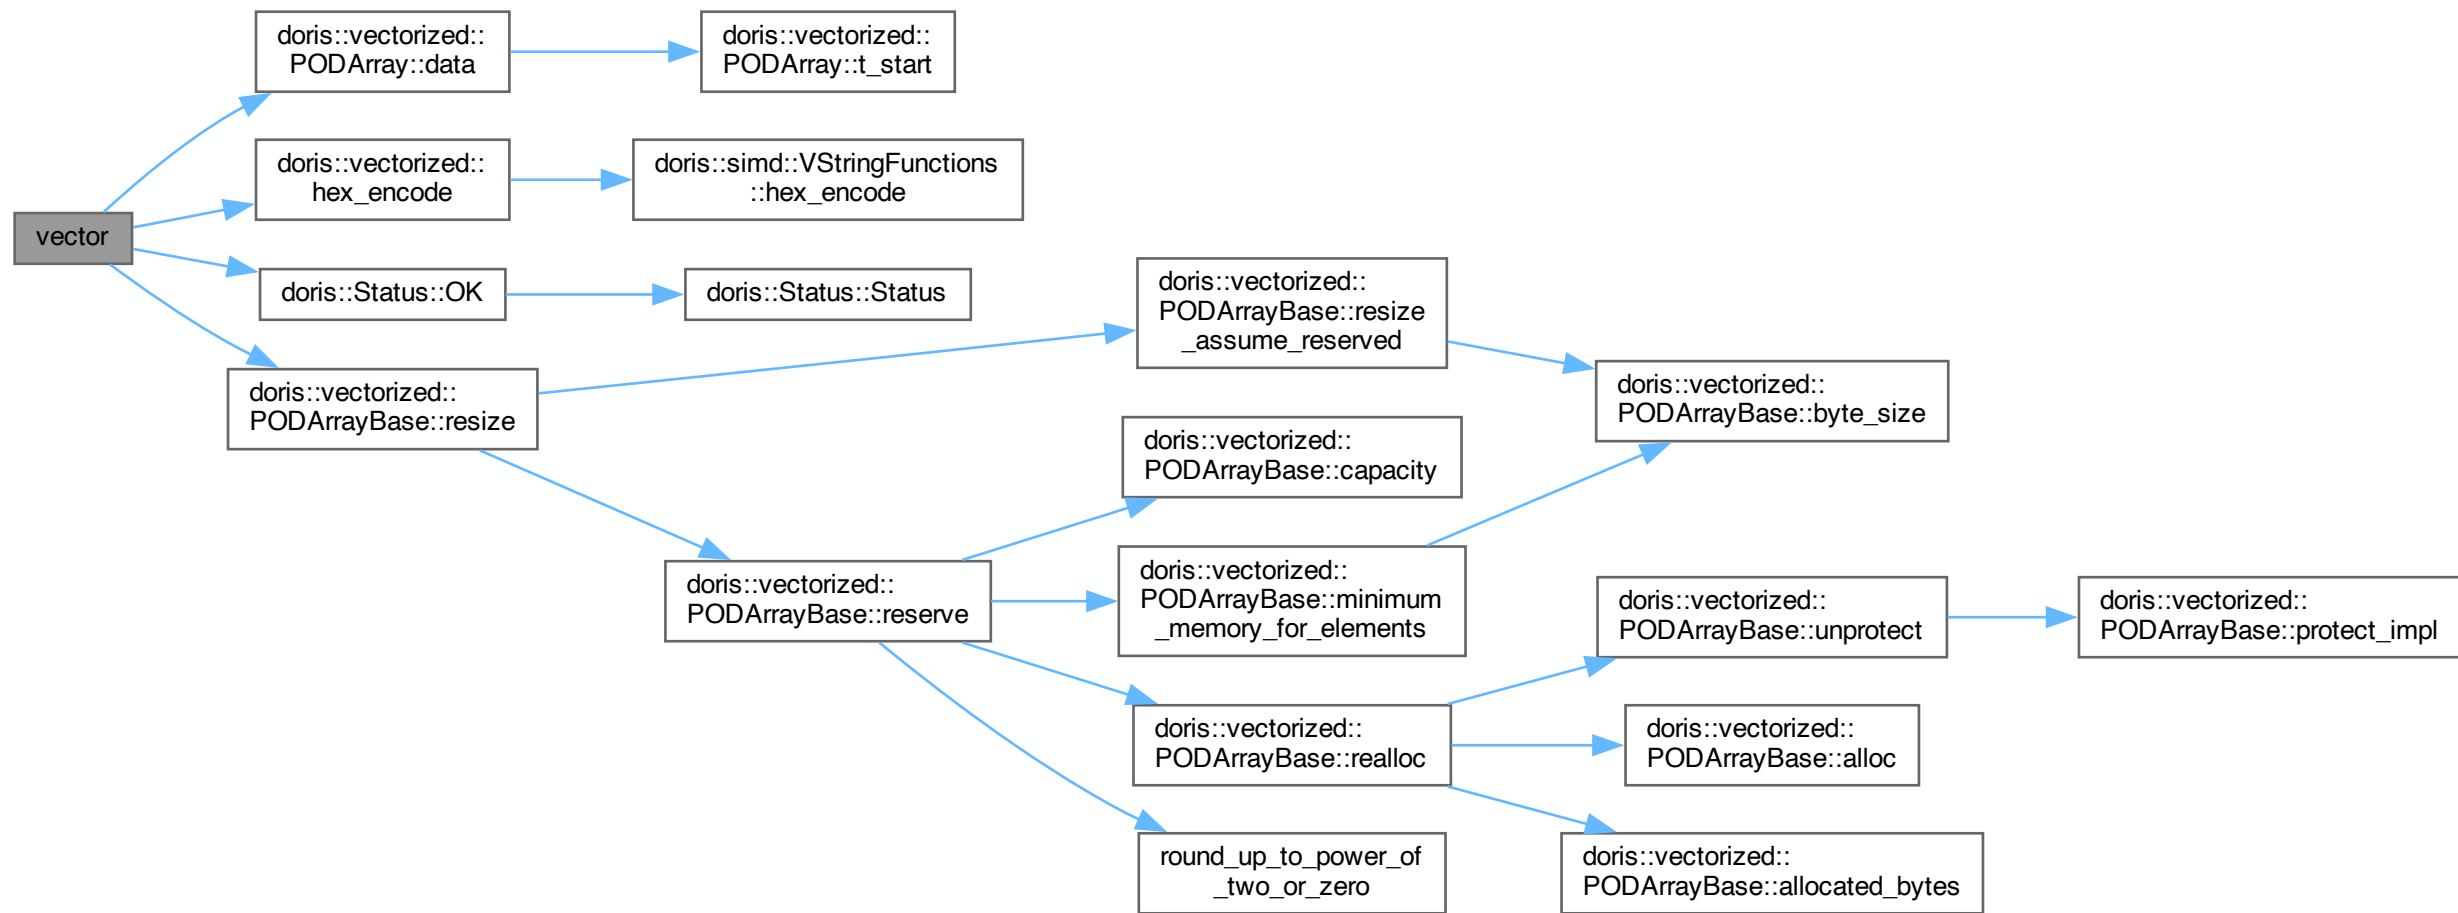 vector
doris::vectorized::
PODArray::data
doris::vectorized::
PODArray::t_start
doris::vectorized::
hex_encode
doris::simd::VStringFunctions
::hex_encode
doris::Status::OK
doris::Status::Status
doris::vectorized::
PODArrayBase::resize
doris::vectorized::
PODArrayBase::resize
_assume_reserved
doris::vectorized::
PODArrayBase::byte_size
doris::vectorized::
PODArrayBase::reserve
doris::vectorized::
PODArrayBase::capacity
doris::vectorized::
PODArrayBase::minimum
_memory_for_elements
doris::vectorized::
PODArrayBase::realloc
doris::vectorized::
PODArrayBase::unprotect
doris::vectorized::
PODArrayBase::protect_impl
doris::vectorized::
PODArrayBase::alloc
doris::vectorized::
PODArrayBase::allocated_bytes
round_up_to_power_of
_two_or_zero